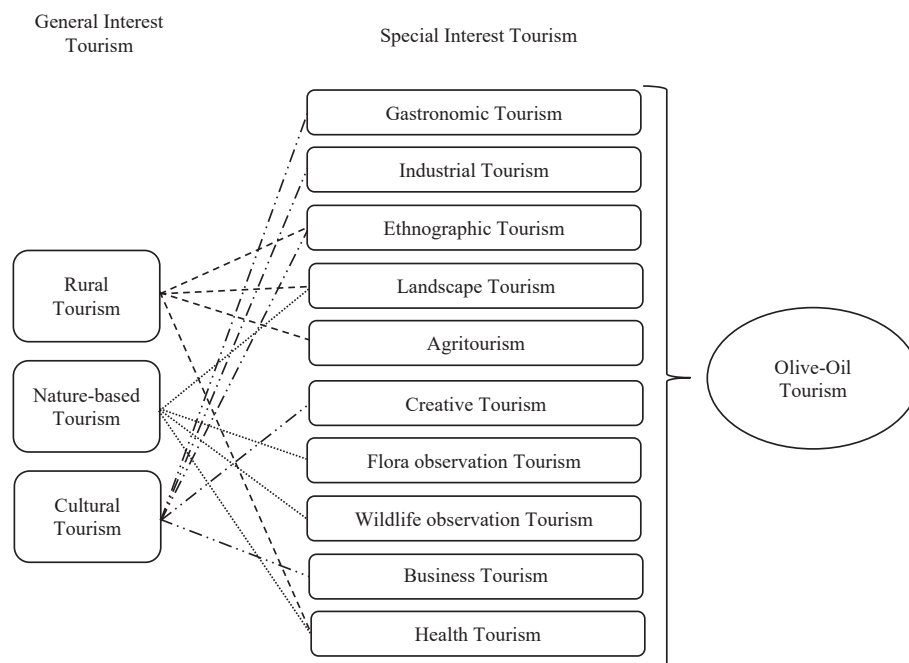 General Interest
Tourism
Special Interest Tourism
Gastronomic Tourism
Industrial Tourism
Ethnographic Tourism
Landscape Tourism
Agritourism
Creative Tourism
Flora observation Tourism
Wildlife observation Tourism
Business Tourism
Health Tourism
Rural
Tourism
Nature-based
Tourism
Cultural
Tourism
Olive-Oil
Tourism